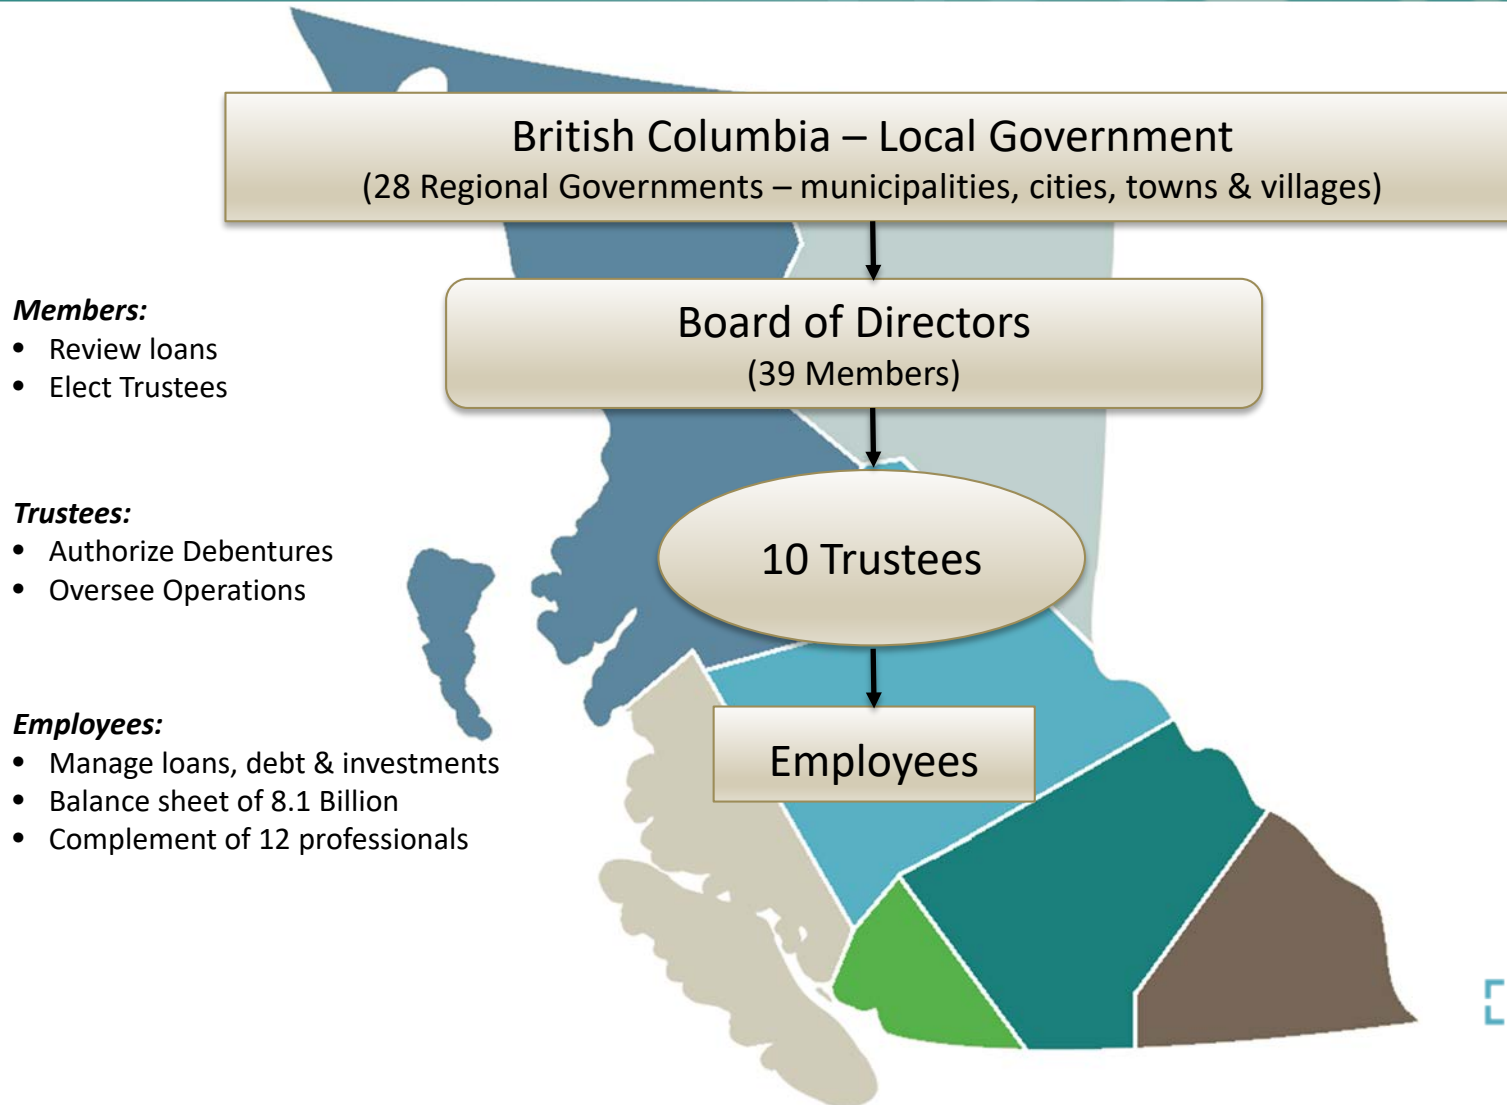 British Columbia – Local Government
(28 Regional Governments – municipalities, cities, towns & villages)
Members:
• Review loans
• Elect Trustees
Board of Directors
(39 Members)
Trustees:
• Authorize Debentures
• Oversee Operations
10 Trustees
Employees:
• Manage loans, debt & investments
• Balance sheet of 8.1 Billion
• Complement of 12 professionals
Employees